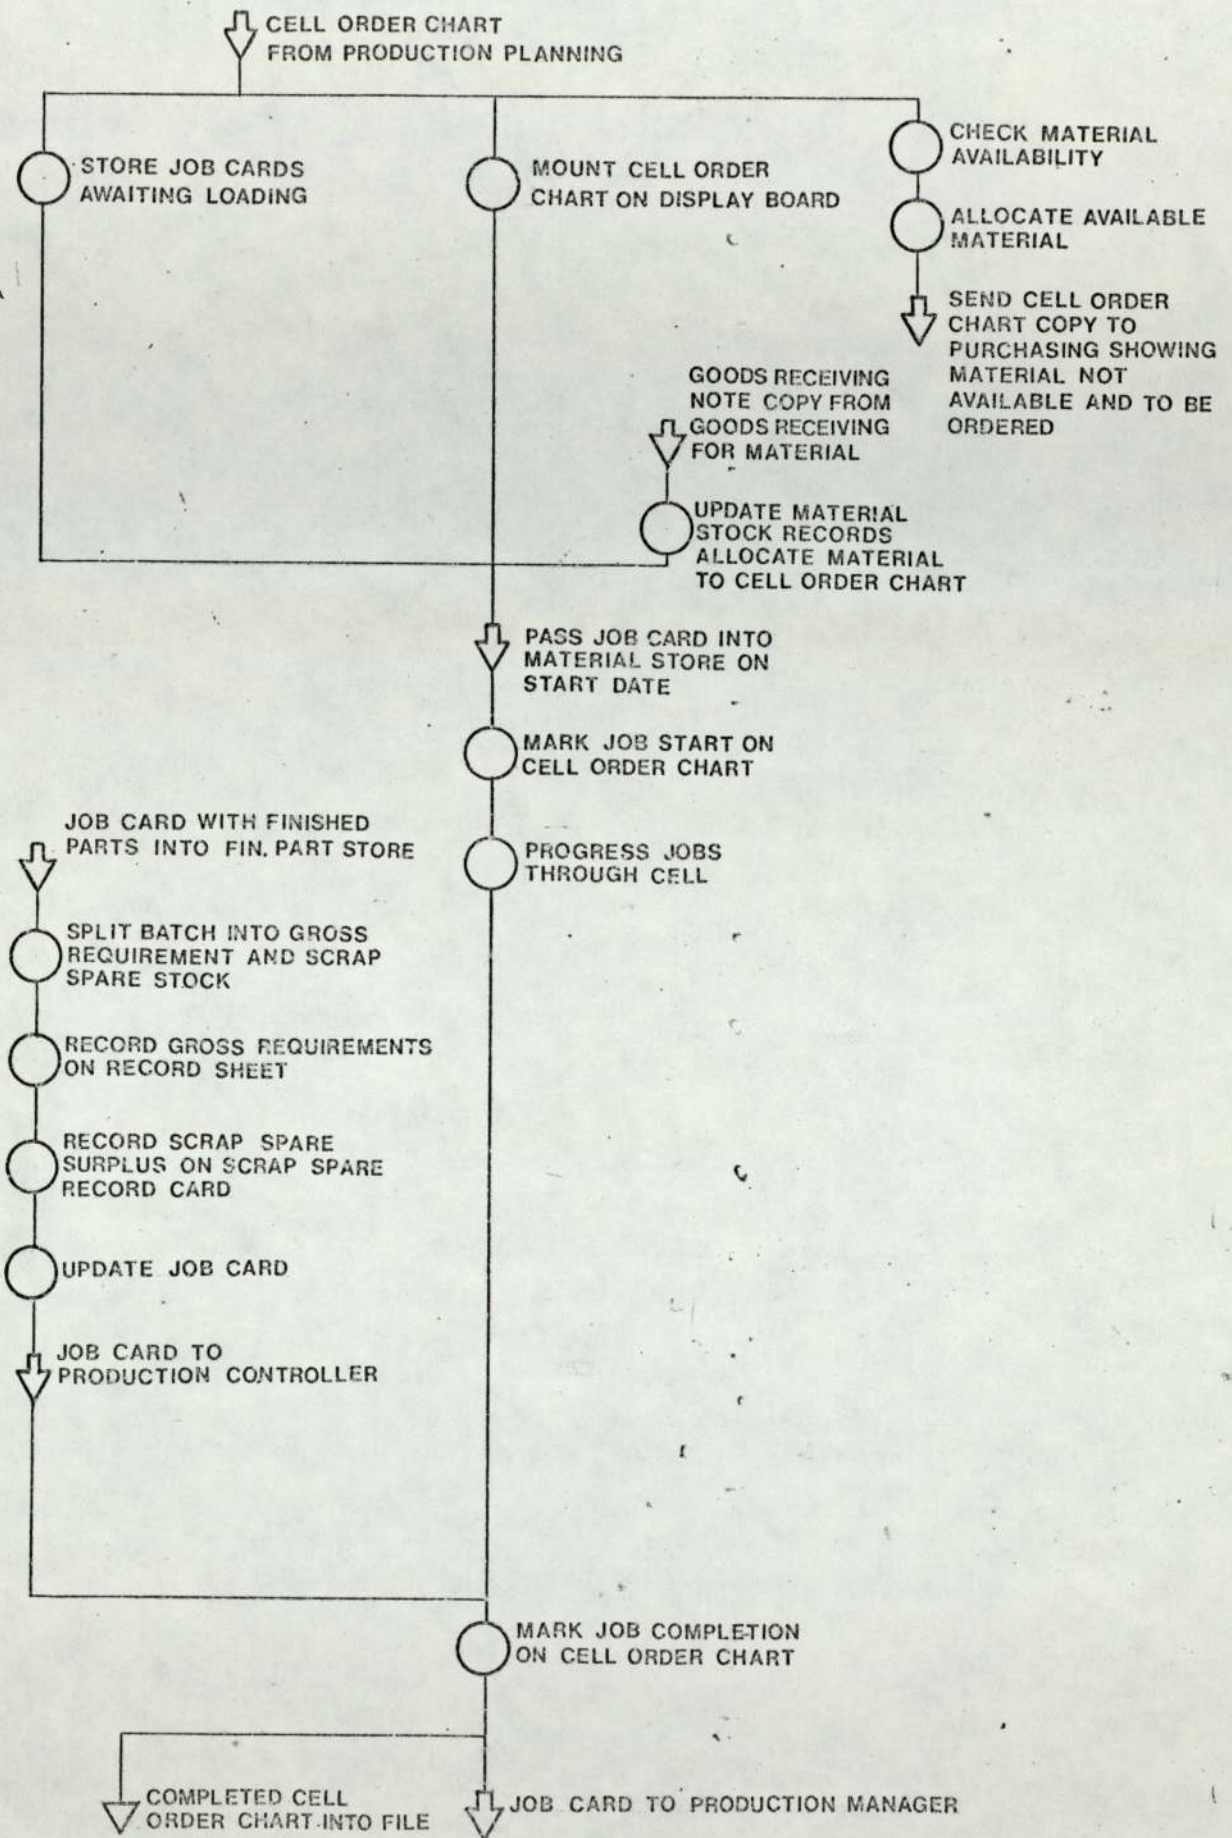 CELL ORDER CHART
FROM PRODUCTION PLANNING
STORE JOB CARDS
AWAITING LOADING
MOUNT CELL ORDER
CHART ON DISPLAY BOARD
CHECK MATERIAL
AVAILABILITY
ALLOCATE AVAILABLE
MATERIAL
SEND CELL ORDER
CHART COPY TO
PURCHASING SHOWING
MATERIAL NOT
AVAILABLE AND TO BE
ORDERED
GOODS RECEIVING
NOTE COPY FROM
GOODS RECEIVING
FOR MATERIAL
UPDATE MATERIAL
STOCK RECORDS
ALLOCATE MATERIAL
TO CELL ORDER CHART
PASS JOB CARD INTO
MATERIAL STORE ON
START DATE
MARK JOB START ON
CELL ORDER CHART
PROGRESS JOBS
THROUGH CELL
JOB CARD WITH FINISHED
PARTS INTO FIN. PART STORE
SPLIT BATCH INTO GROSS
REQUIREMENT AND SCRAP
SPARE STOCK
RECORD GROSS REQUIREMENTS
ON RECORD SHEET
RECORD SCRAP SPARE
SURPLUS ON SCRAP SPARE
RECORD CARD
UPDATE JOB CARD
JOB CARD TO
PRODUCTION CONTROLLER
MARK JOB COMPLETION
ON CELL ORDER CHART
COMPLETED CELL
ORDER CHART INTO FILE
JOB CARD TO PRODUCTION MANAGER